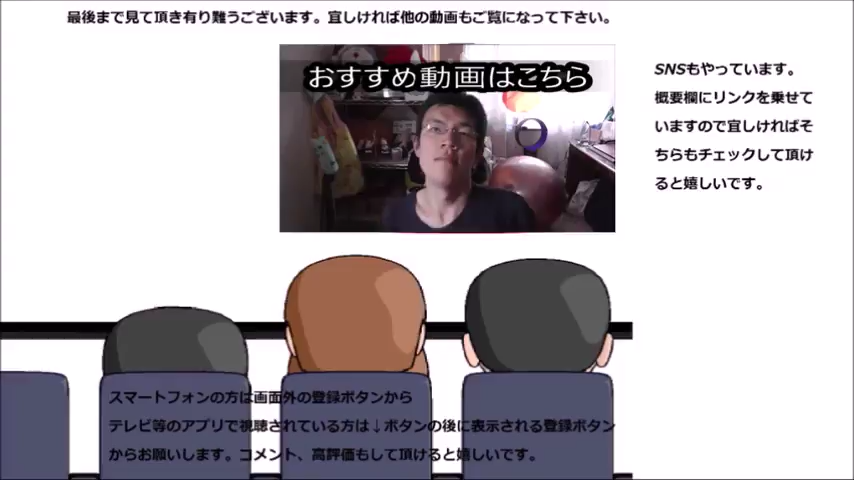 最後まで見て頂き有り難うございます。宜しければ他の動画もご覧になって下さい。
おすすめ動画はこちら
SNSもやっています。
概要欄にリンクを乗せて
いますので宜しければそ
ちらもチェックして頂け
ると嬉しいです。
スマートフォンの方は画面外の登録ボタンから
テレビ等のアプリで視聴されている方は↓ボタンの後に表示される登録ボタン
からお願いします。コメント、高評価もして頂けると嬉しいです。